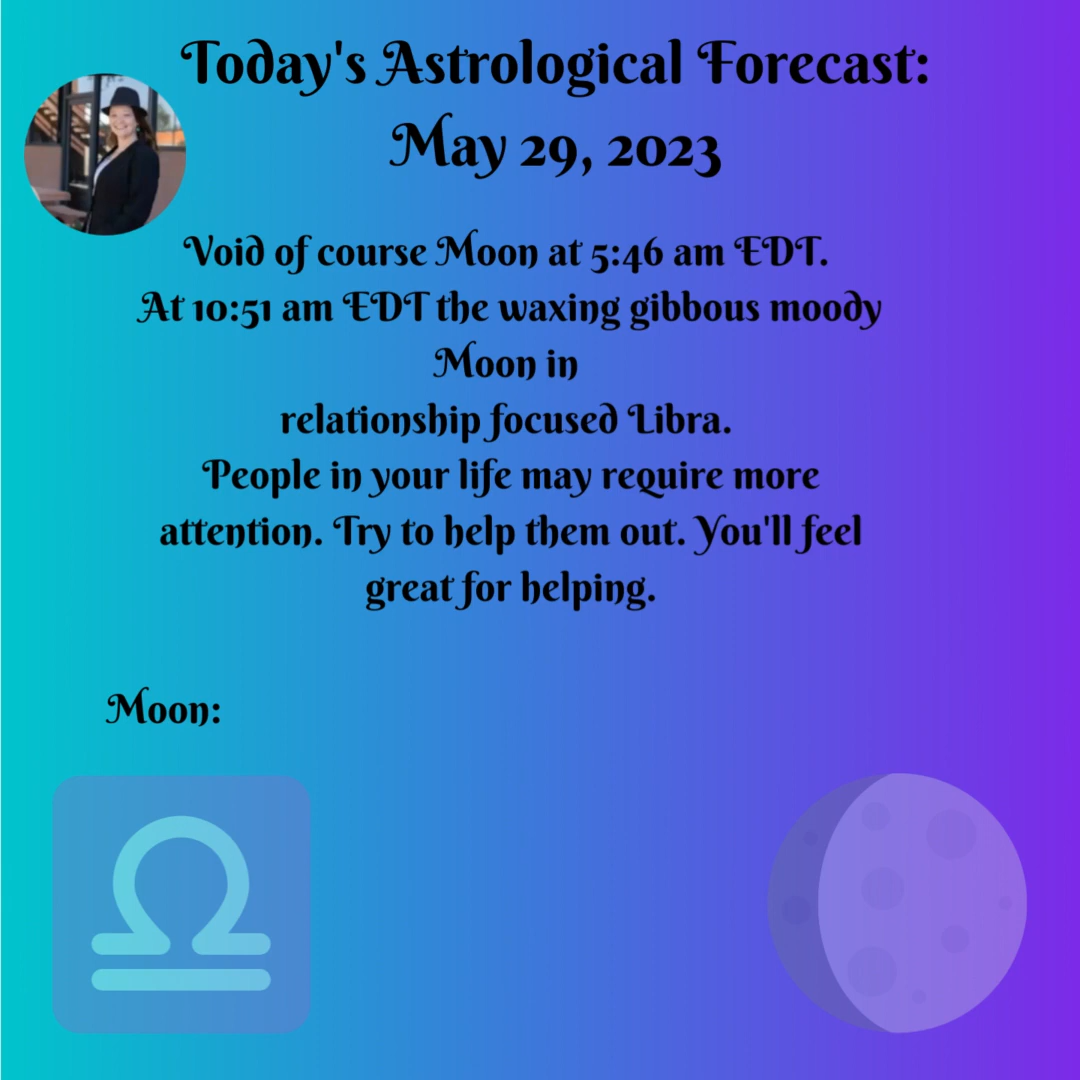 Today's Astrological Forecast:
May 29, 2023
Void of course Moon at 5:46 am EDT.
At 10:51 am EDT the waxing gibbous moody
Moon in
relationship focused Libra.
People in your life may require more
attention. Try to help them out. You'll feel
great for helping.
Moon: